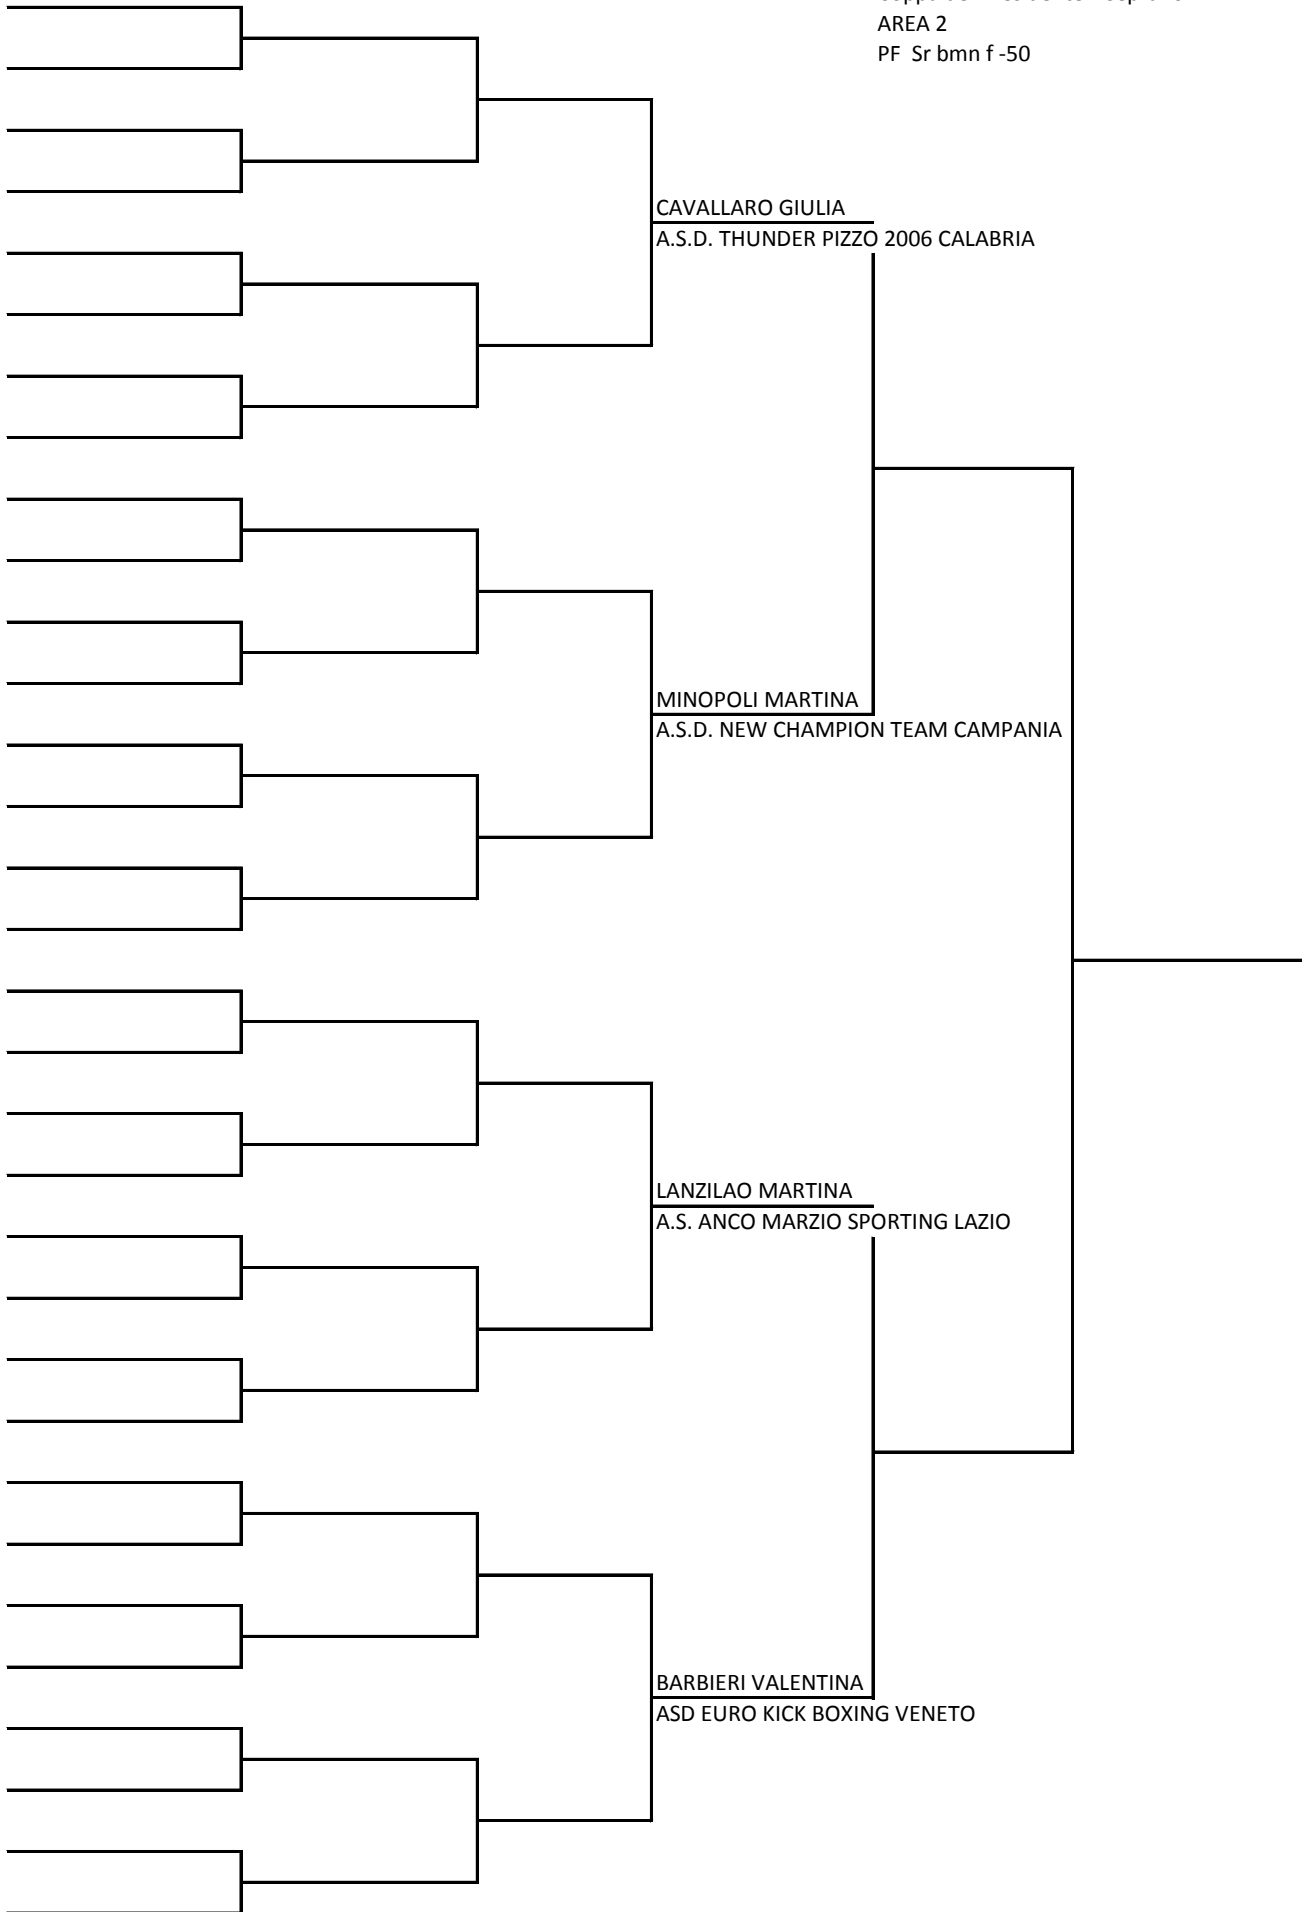 AREA 2
PF Sr bmn f -50
CAVALLARO GIULIA
A.S.D. THUNDER PIZZO 2006 CALABRIA
MINOPOLI MARTINA
A.S.D. NEW CHAMPION TEAM CAMPANIA
LANZILAO MARTINA
A.S. ANCO MARZIO SPORTING LAZIO
BARBIERI VALENTINA
ASD EURO KICK BOXING VENETO